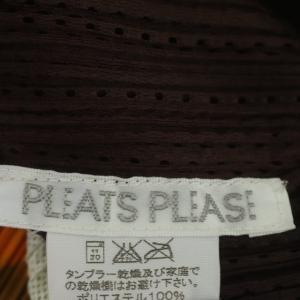 PLEATS PLEASE
タンブラー乾燥及び家庭で
の乾燥機はお避け下さい。
ポリエステル100%